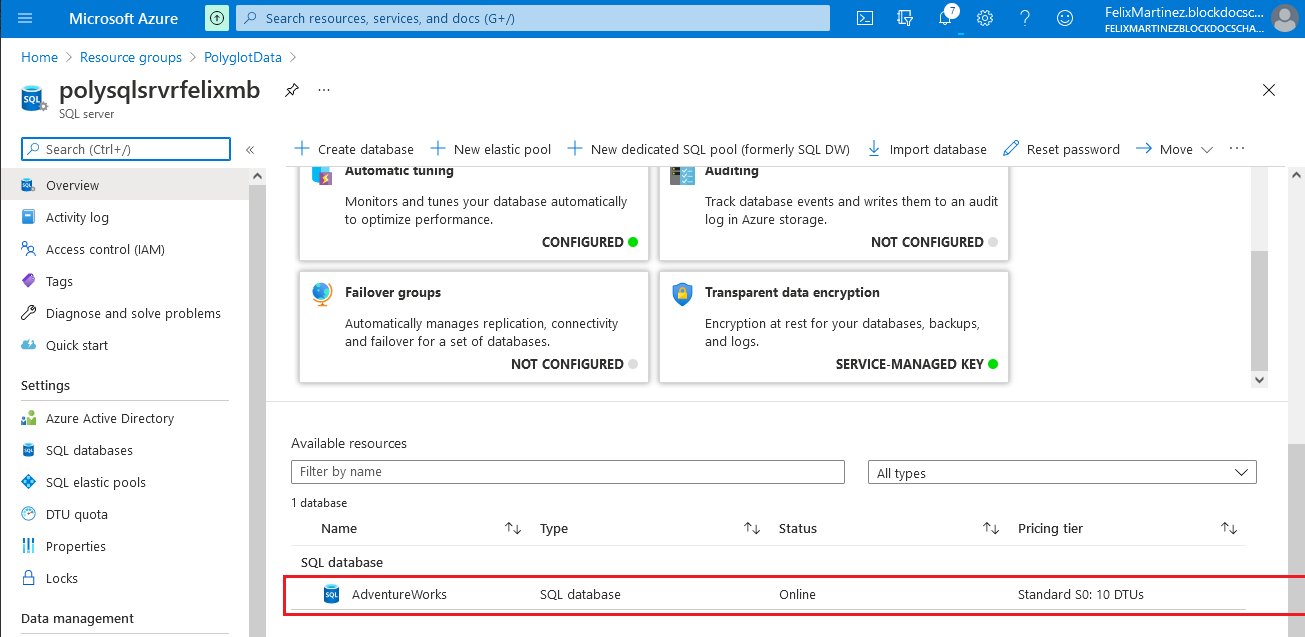 Microsoft Azure
Search resources, services, and docs (G+/)
7
FelixMartinez.blockdocsc...
FELIXMARTINEZBLOCKDOCSCHA...
Home > Resource groups > PolyglotData >
polysqlsrvrfelixmb
SQL server
Search (Ctrl+/)
Create database
New elastic pool
New dedicated SQL pool (formerly SQL DW)
Import database
Reset password
Move
Overview
Activity log
Access control (IAM)
Tags
Diagnose and solve problems
Quick start
Settings
Azure Active Directory
SQL databases
SQL elastic pools
DTU quota
Properties
Locks
Data management
Automatic tuning
Monitors and tunes your database automatically
to optimize performance.
CONFIGURED
Auditing
Track database events and writes them to an audit
log in Azure storage.
NOT CONFIGURED
Failover groups
Automatically manages replication, connectivity
and failover for a set of databases.
NOT CONFIGURED
Transparent data encryption
Encryption at rest for your databases, backups,
and logs.
SERVICE-MANAGED KEY
Available resources
Filter by name
All types
1 database
Name Type Status Pricing tier
SQL database
AdventureWorks SQL database Online Standard S0: 10 DTUs